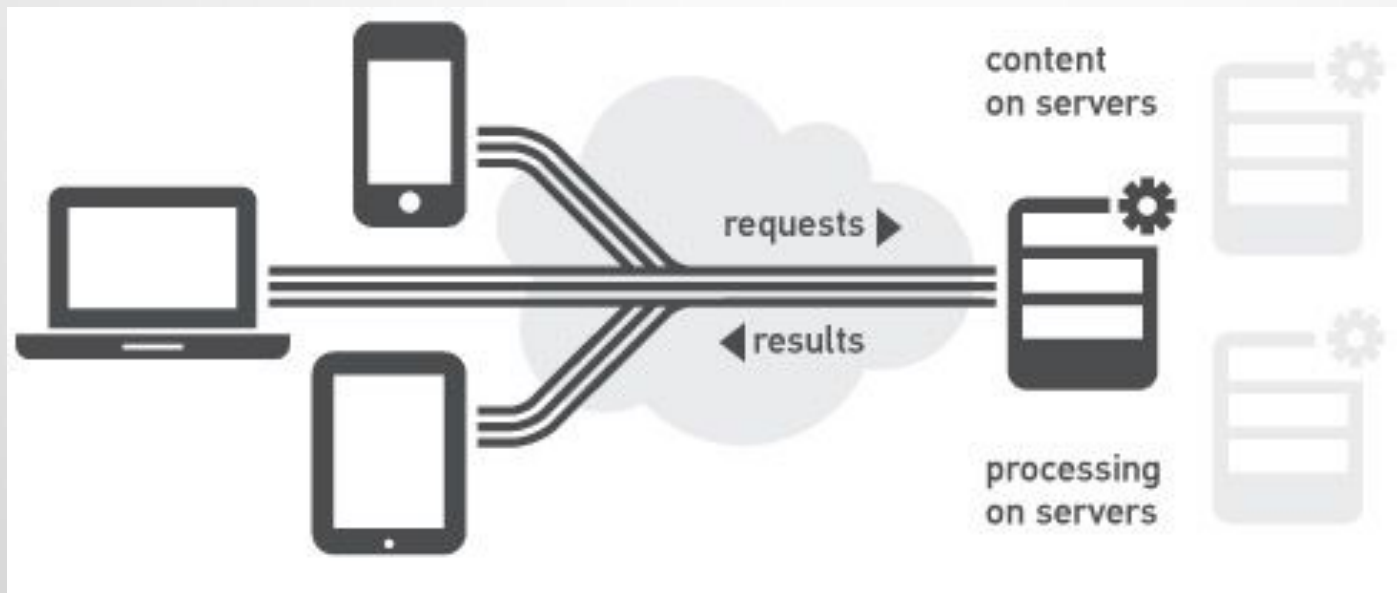 content
on servers
requests
results
processing
on servers